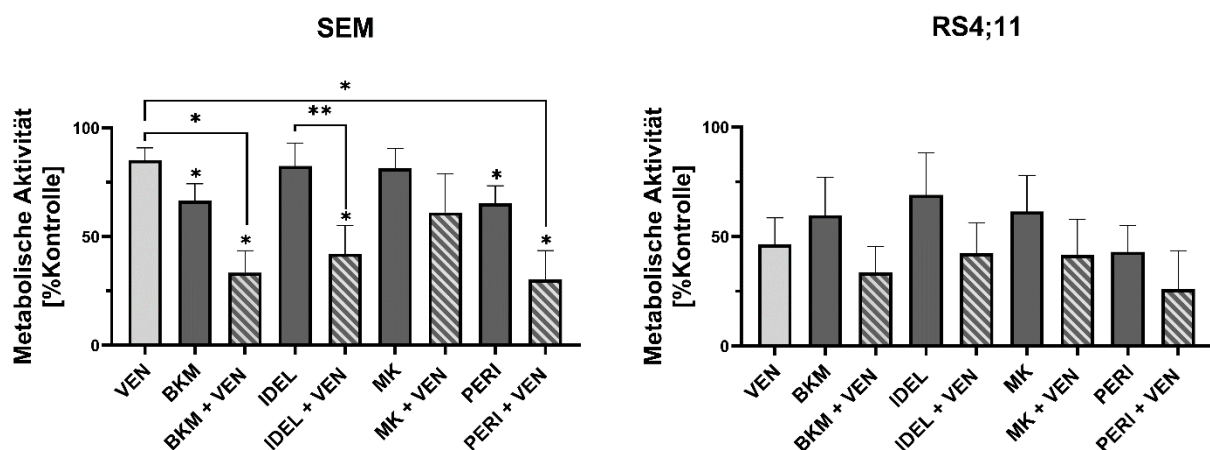 SEM
*
*
**
Metabolische Aktivität
[%Kontrolle]
100
50
0
*
*
*
*
*
VEN
BKM
BKM + VEN
IDEL
IDEL + VEN
MK
MK + VEN
PERI
PERI + VEN
RS4;11
Metabolische Aktivität
[%Kontrolle]
100
50
0
VEN
BKM
BKM + VEN
IDEL
IDEL + VEN
MK
MK + VEN
PERI
PERI + VEN